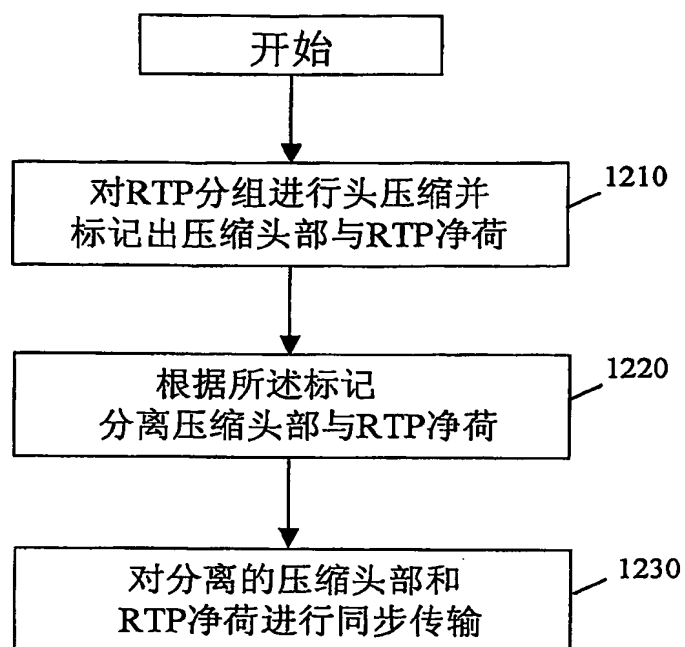 开始
对RTP分组进行头压缩并
标记出压缩头部与RTP净荷
1210
根据所述标记
分离压缩头部与RTP净荷
1220
对分离的压缩头部和
RTP净荷进行同步传输
1230